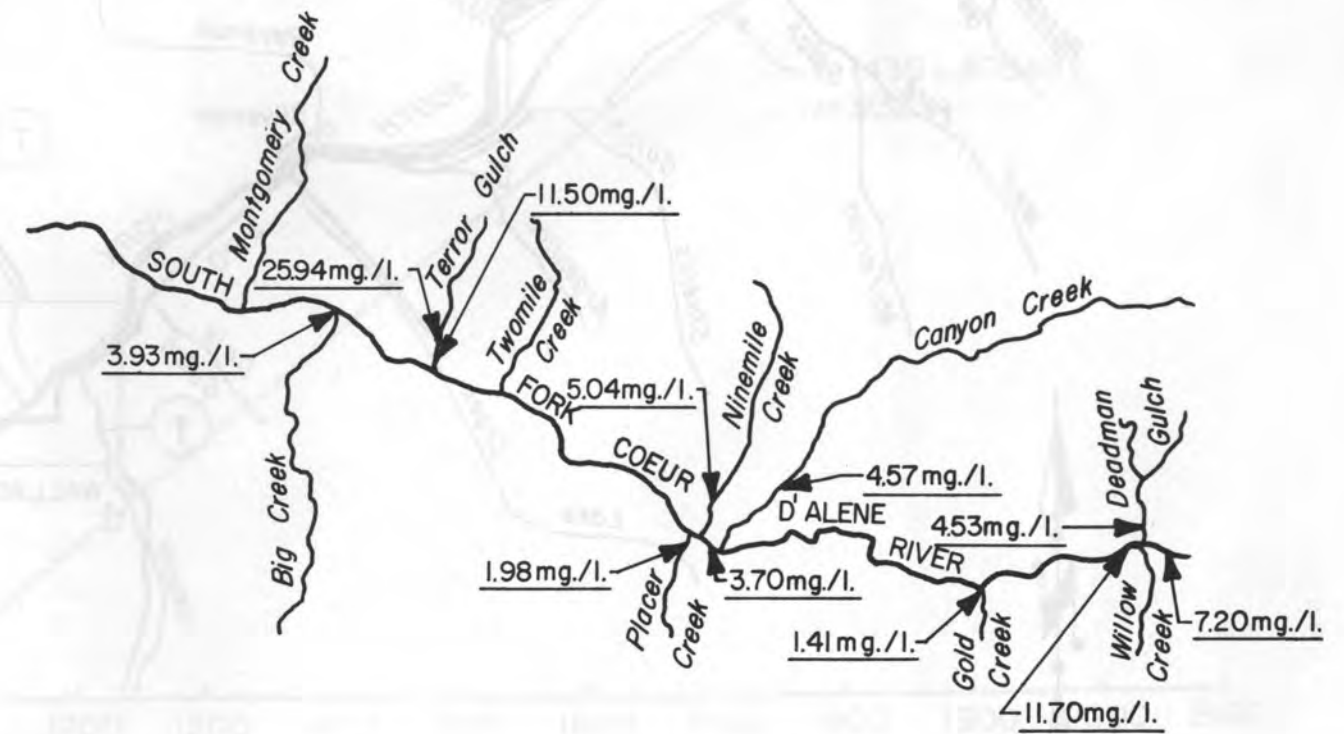 Montgomery Creek
Terror Gulch
11.50mg./l.
SOUTH
25.94mg./l.
Twomile
Creek
Ninemile
Creek
Canyon Creek
3.93mg./l.
FORK
5.04mg./l.
Deadman
Gulch
Big Creek
COEUR
4.57mg./l.
D'ALENE
4.53mg./l.
RIVER
1.98mg./l.
Placer
Creek
3.70mg./l.
1.41mg./l.
Gold
Creek
Willow
Creek
7.20mg./l.
11.70mg./l.